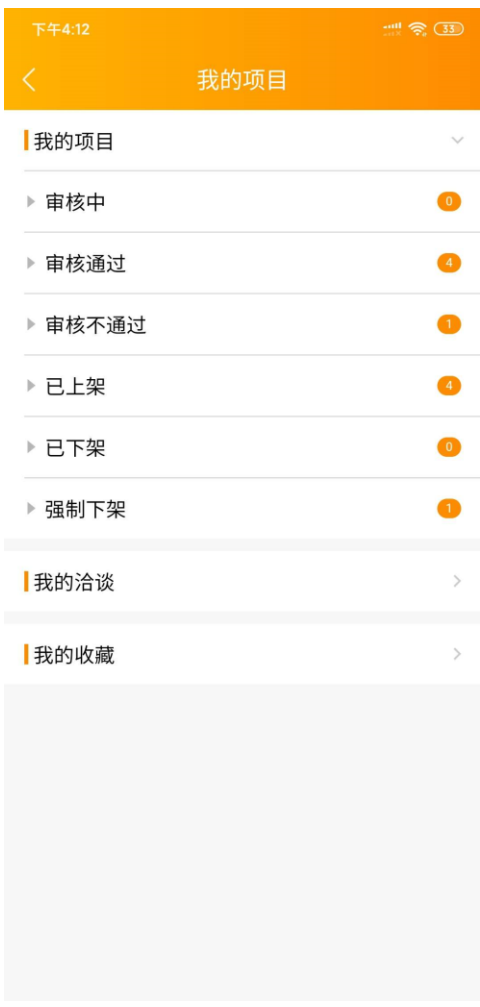 下午4:12
33
我的项目
我的项目
审核中 0
审核通过 4
审核不通过 1
已上架 4
已下架 0
强制下架 1
我的洽谈
我的收藏